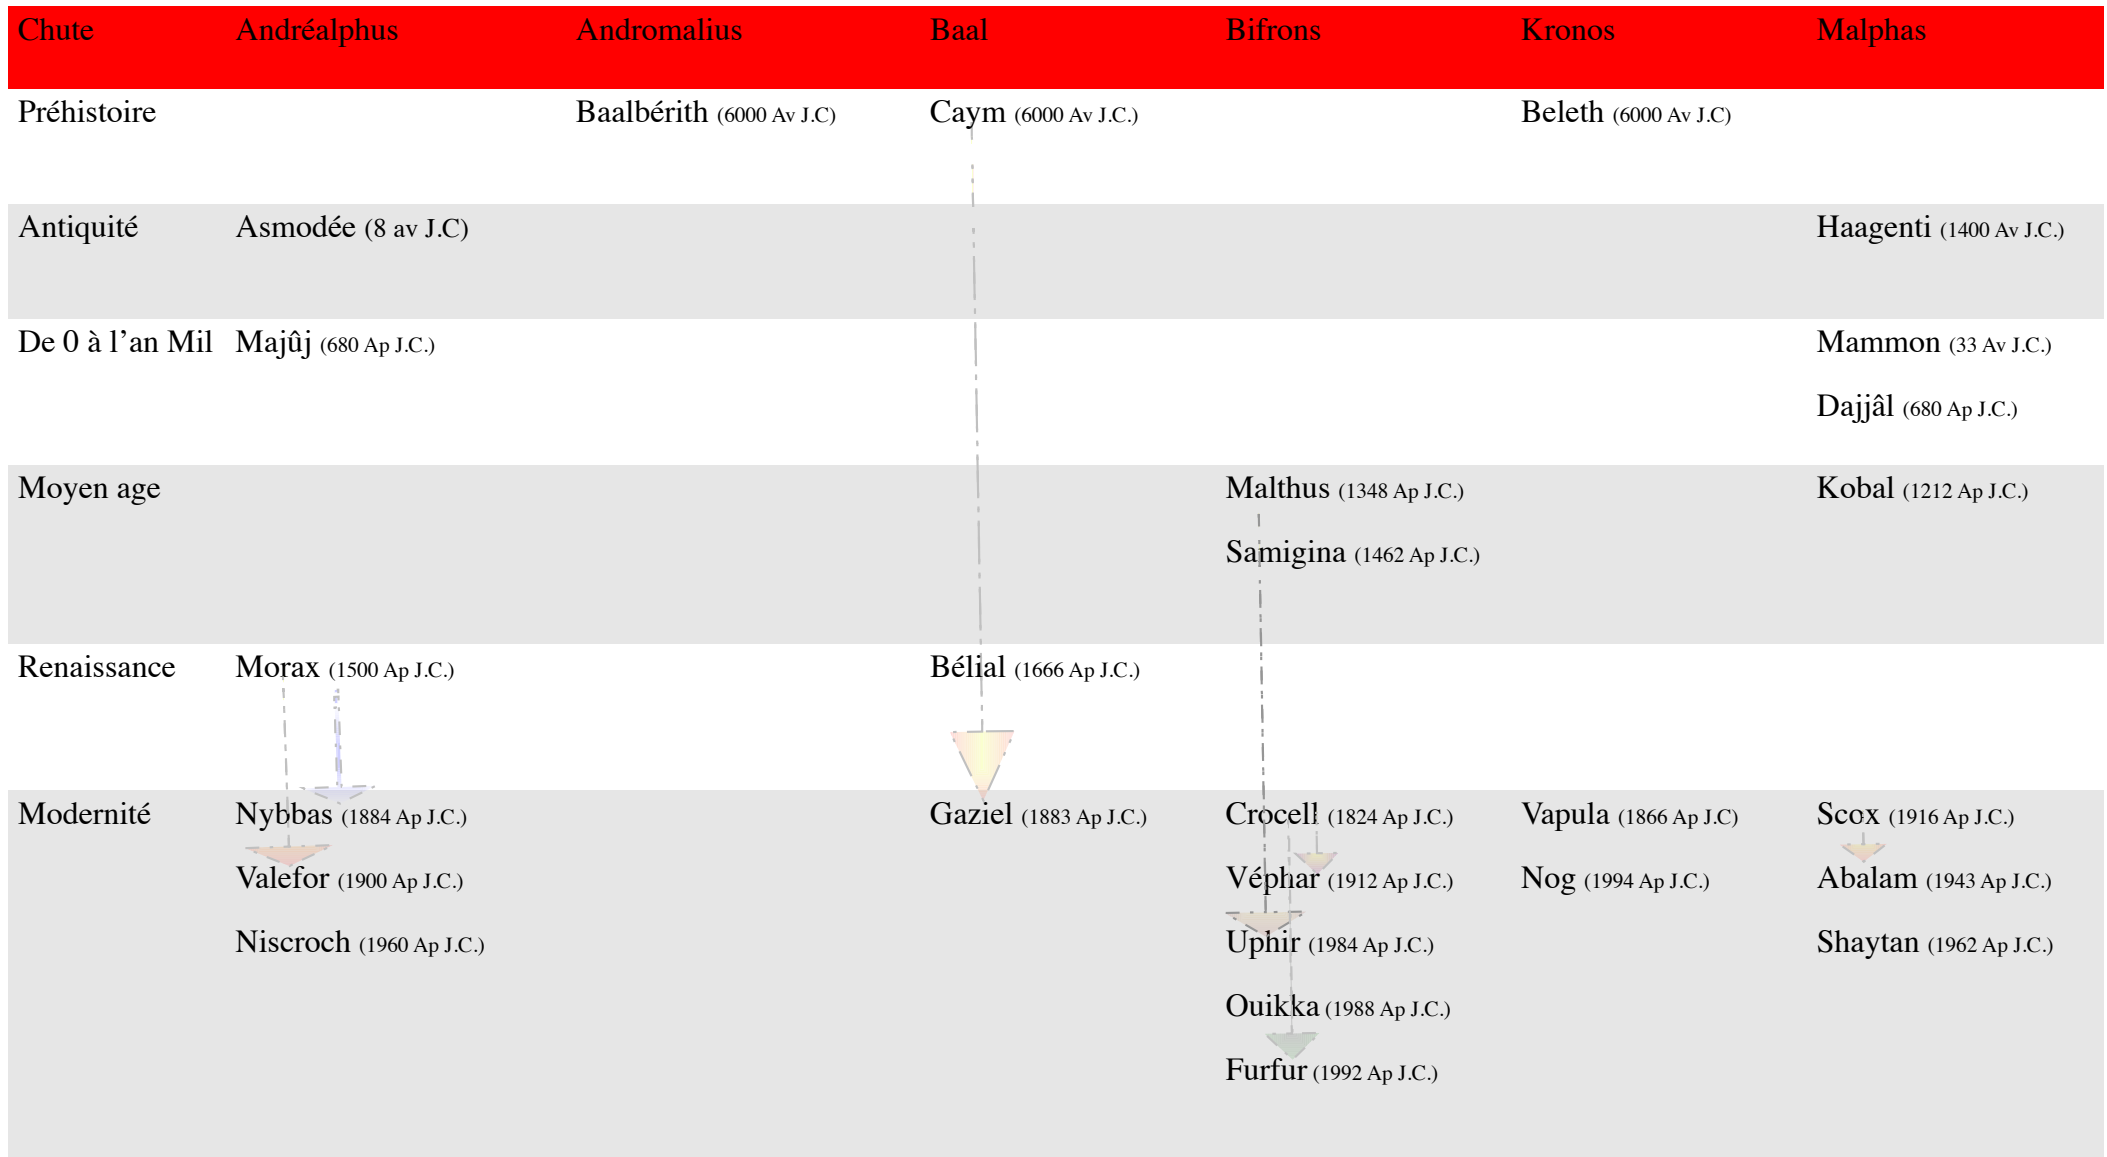 Chute Andréalphus Andromalius Baal Bifrons Kronos Malphas
Préhistoire Baalbérith (6000 Av J.C) Caym (6000 Av J.C.) Beleth (6000 Av J.C)
Antiquité Asmodée (8 av J.C) Haagenti (1400 Av J.C.)
De 0 à l’an Mil Majûj (680 Ap J.C.) Mammon (33 Av J.C.)
Dajjâl (680 Ap J.C.)
Moyen age Malthus (1348 Ap J.C.) Kobal (1212 Ap J.C.)
Samigina (1462 Ap J.C.)
Renaissance Morax (1500 Ap J.C.) Bélial (1666 Ap J.C.)
Modernité Nybbas (1884 Ap J.C.) Gaziel (1883 Ap J.C.) Crocell (1824 Ap J.C.) Vapula (1866 Ap J.C) Scox (1916 Ap J.C.)
Valefor (1900 Ap J.C.) Véphar (1912 Ap J.C.) Nog (1994 Ap J.C.) Abalam (1943 Ap J.C.)
Niscroch (1960 Ap J.C.) Uphir (1984 Ap J.C.) Shaytan (1962 Ap J.C.)
Ouikka (1988 Ap J.C.)
Furfur (1992 Ap J.C.)